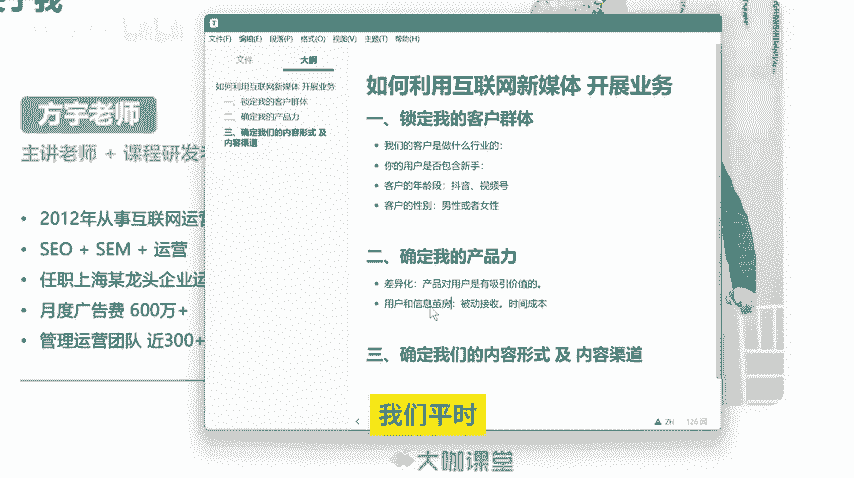 方宇老师
主讲老师 + 课程研发
• 2012年从事互联网运营
• SEO + SEM + 运营
• 任职上海某龙头企业运
• 月度广告费 600万+
• 管理运营团队 近300+
文件(F) 编辑(E) 段落(P) 格式(O) 视图(V) 主题(T) 帮助(H)
文件 大纲
如何利用互联网新媒体 开展业务
一、锁定我的客户群体
二、确定我的产品力
三、确定我们的内容形式 及
内容渠道
如何利用互联网新媒体 开展业务
一、锁定我的客户群体
• 我们的客户是做什么行业的：
• 你的用户是否包含新手：
• 客户的年龄段：抖音、视频号
• 客户的性别：男性或者女性
二、确定我的产品力
• 差异化：产品对用户是有吸引价值的。
• 用户和信息茧房：被动接收，时间成本
三、确定我们的内容形式 及 内容渠道
我们平时
ZH 126 词
大咖课堂